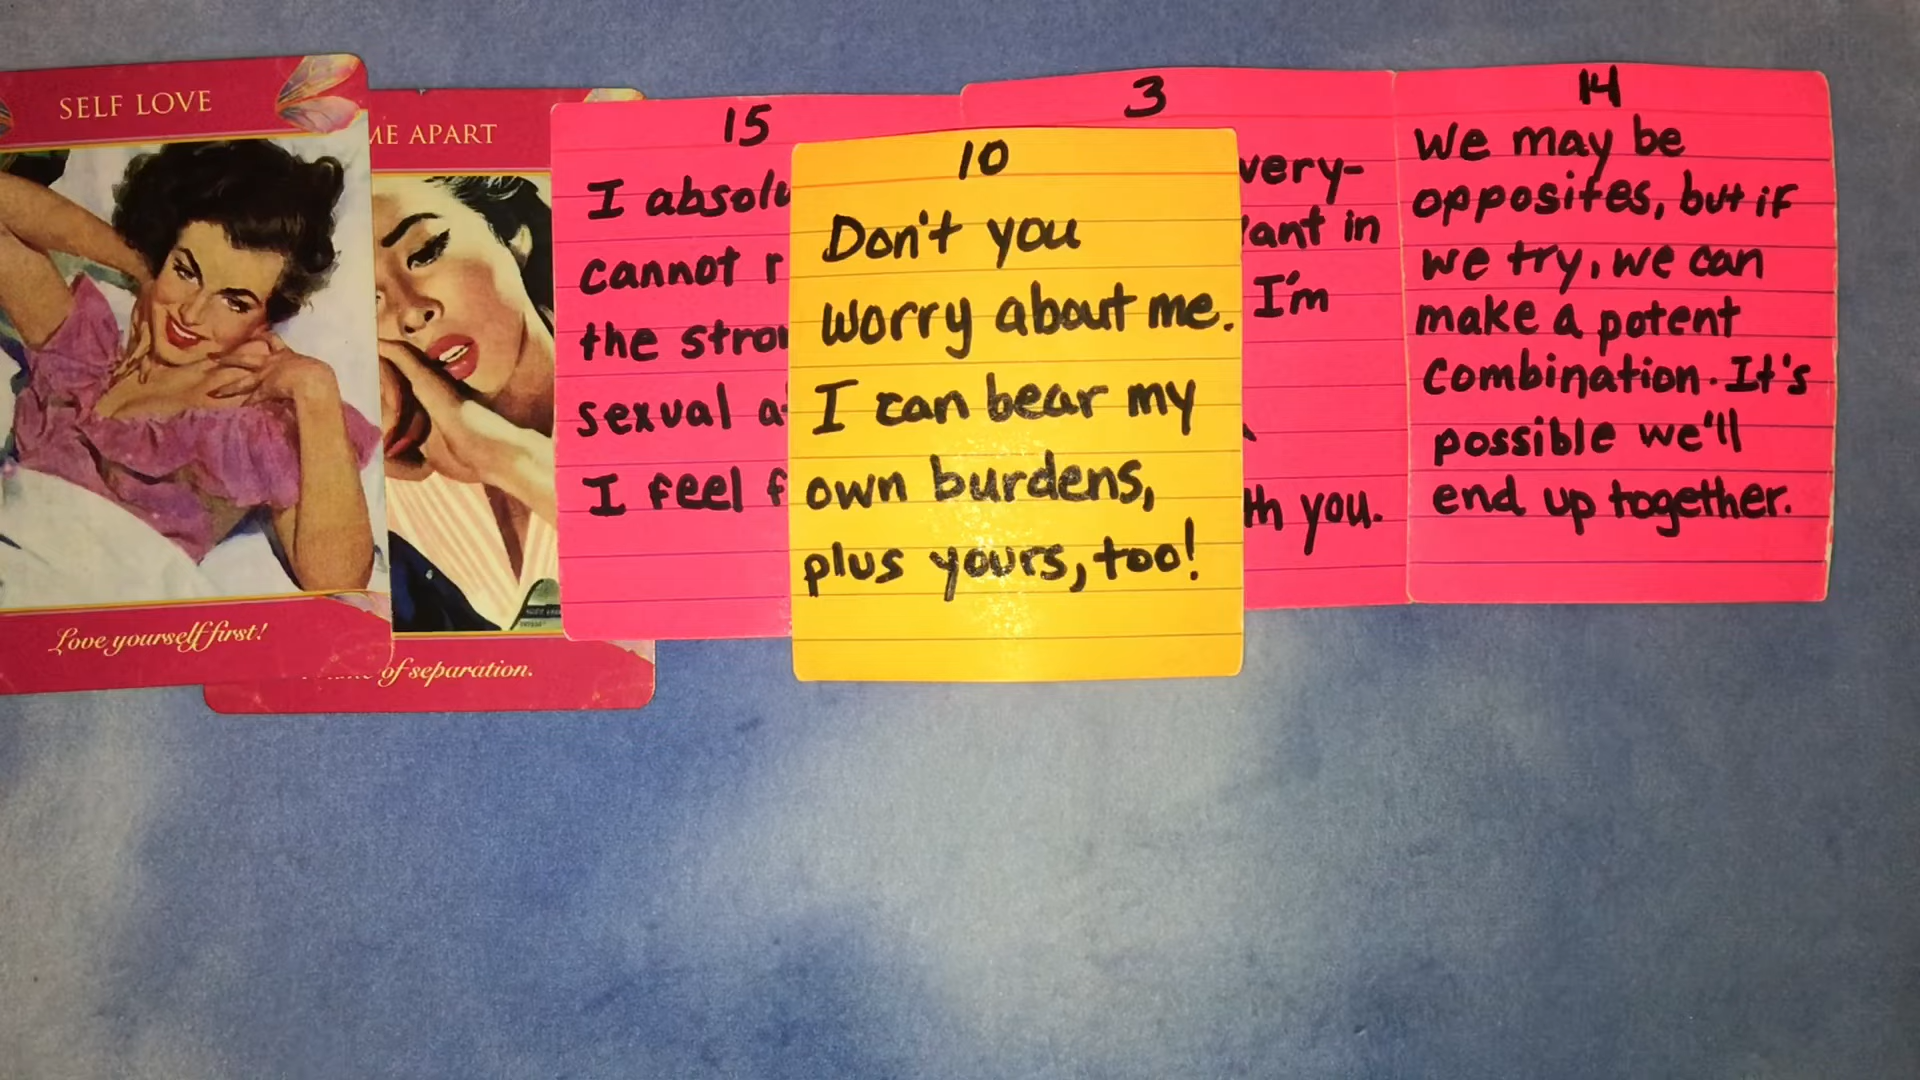 SELF LOVE
Love yourself first!
ME APART
of separation.
15
I absolu
cannot r
the stro
sexual a
I feel f
10
Don't you
worry about me.
I can bear my
own burdens,
plus yours, too!
3
very-
ant in
I'm
th you.
14
We may be
opposites, but if
we try, we can
make a potent
combination. It's
possible we'll
end up together.